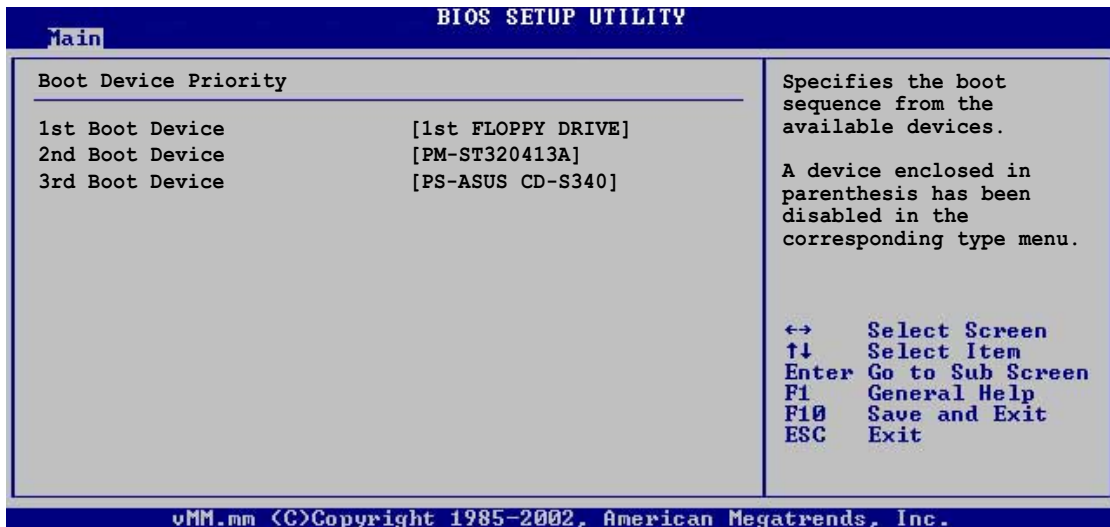 BIOS SETUP UTILITY
Main
Boot Device Priority
1st Boot Device [1st FLOPPY DRIVE]
2nd Boot Device [PM-ST320413A]
3rd Boot Device [PS-ASUS CD-S340]
Specifies the boot
sequence from the
available devices.
A device enclosed in
parenthesis has been
disabled in the
corresponding type menu.
←→ Select Screen
↑↓ Select Item
Enter Go to Sub Screen
F1 General Help
F10 Save and Exit
ESC Exit
vMM.mm (C)Copyright 1985-2002, American Megatrends, Inc.